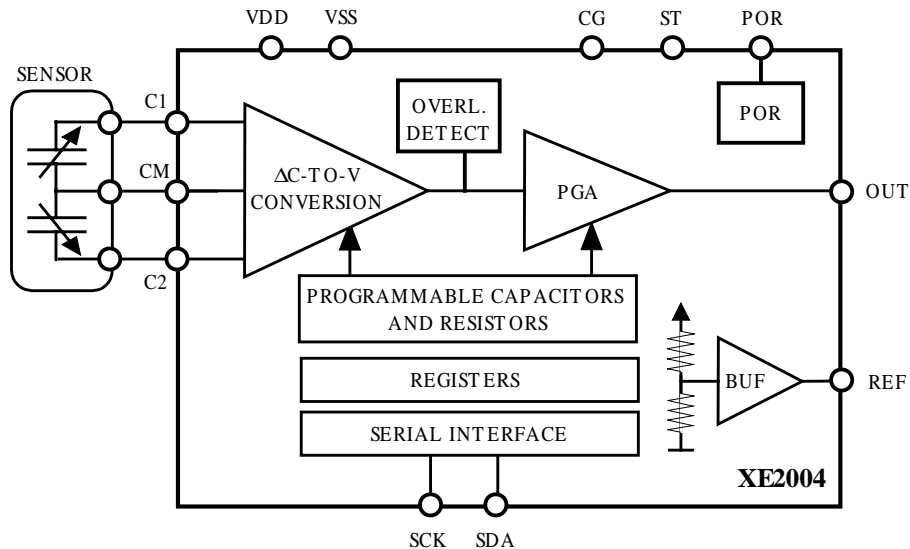 VDD VSS CG ST POR
SENSOR
C1
OVERL.
DETECT
POR
CM
ΔC-TO-V
CONVERSION
PGA
OUT
C2
PROGRAMMABLE CAPACITORS
AND RESISTORS
REGISTERS
BUF
REF
SERIAL INTERFACE
XE2004
SCK SDA